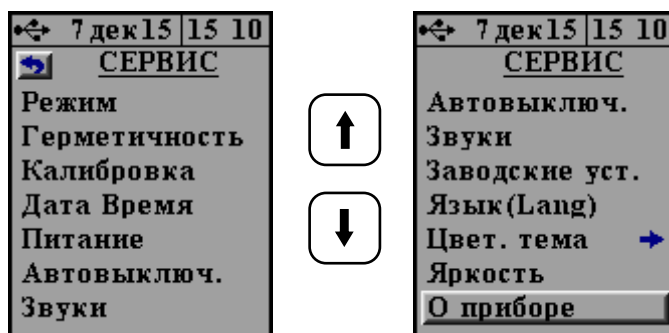 7 дек15 15 10
СЕРВИС
Режим
Герметичность
Калибровка
Дата Время
Питание
Автовыключ.
Звуки
7 дек15 15 10
СЕРВИС
Автовыключ.
Звуки
Заводские уст.
Язык(Lang)
Цвет. тема
Яркость
О приборе